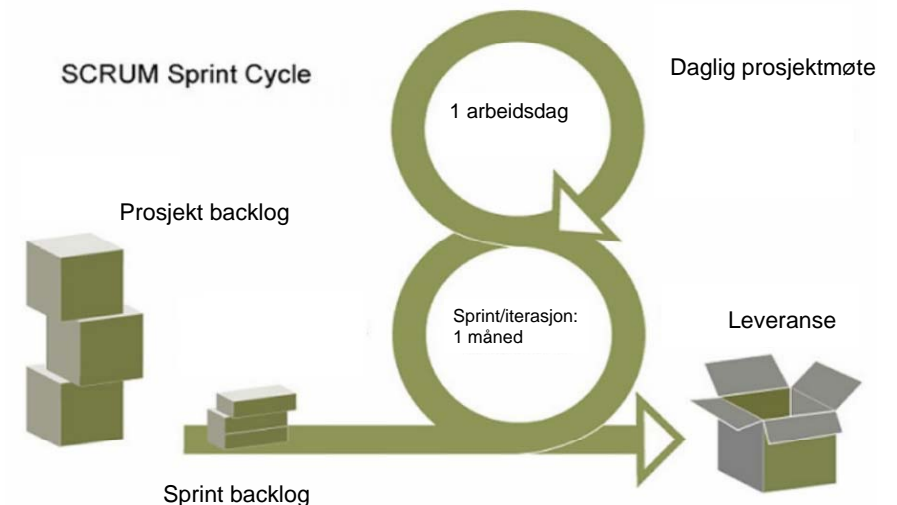 SCRUM Sprint Cycle
Daglig prosjektmøte
1 arbeidsdag
Prosjekt backlog
Sprint/iterasjon:
1 måned
Leveranse
Sprint backlog